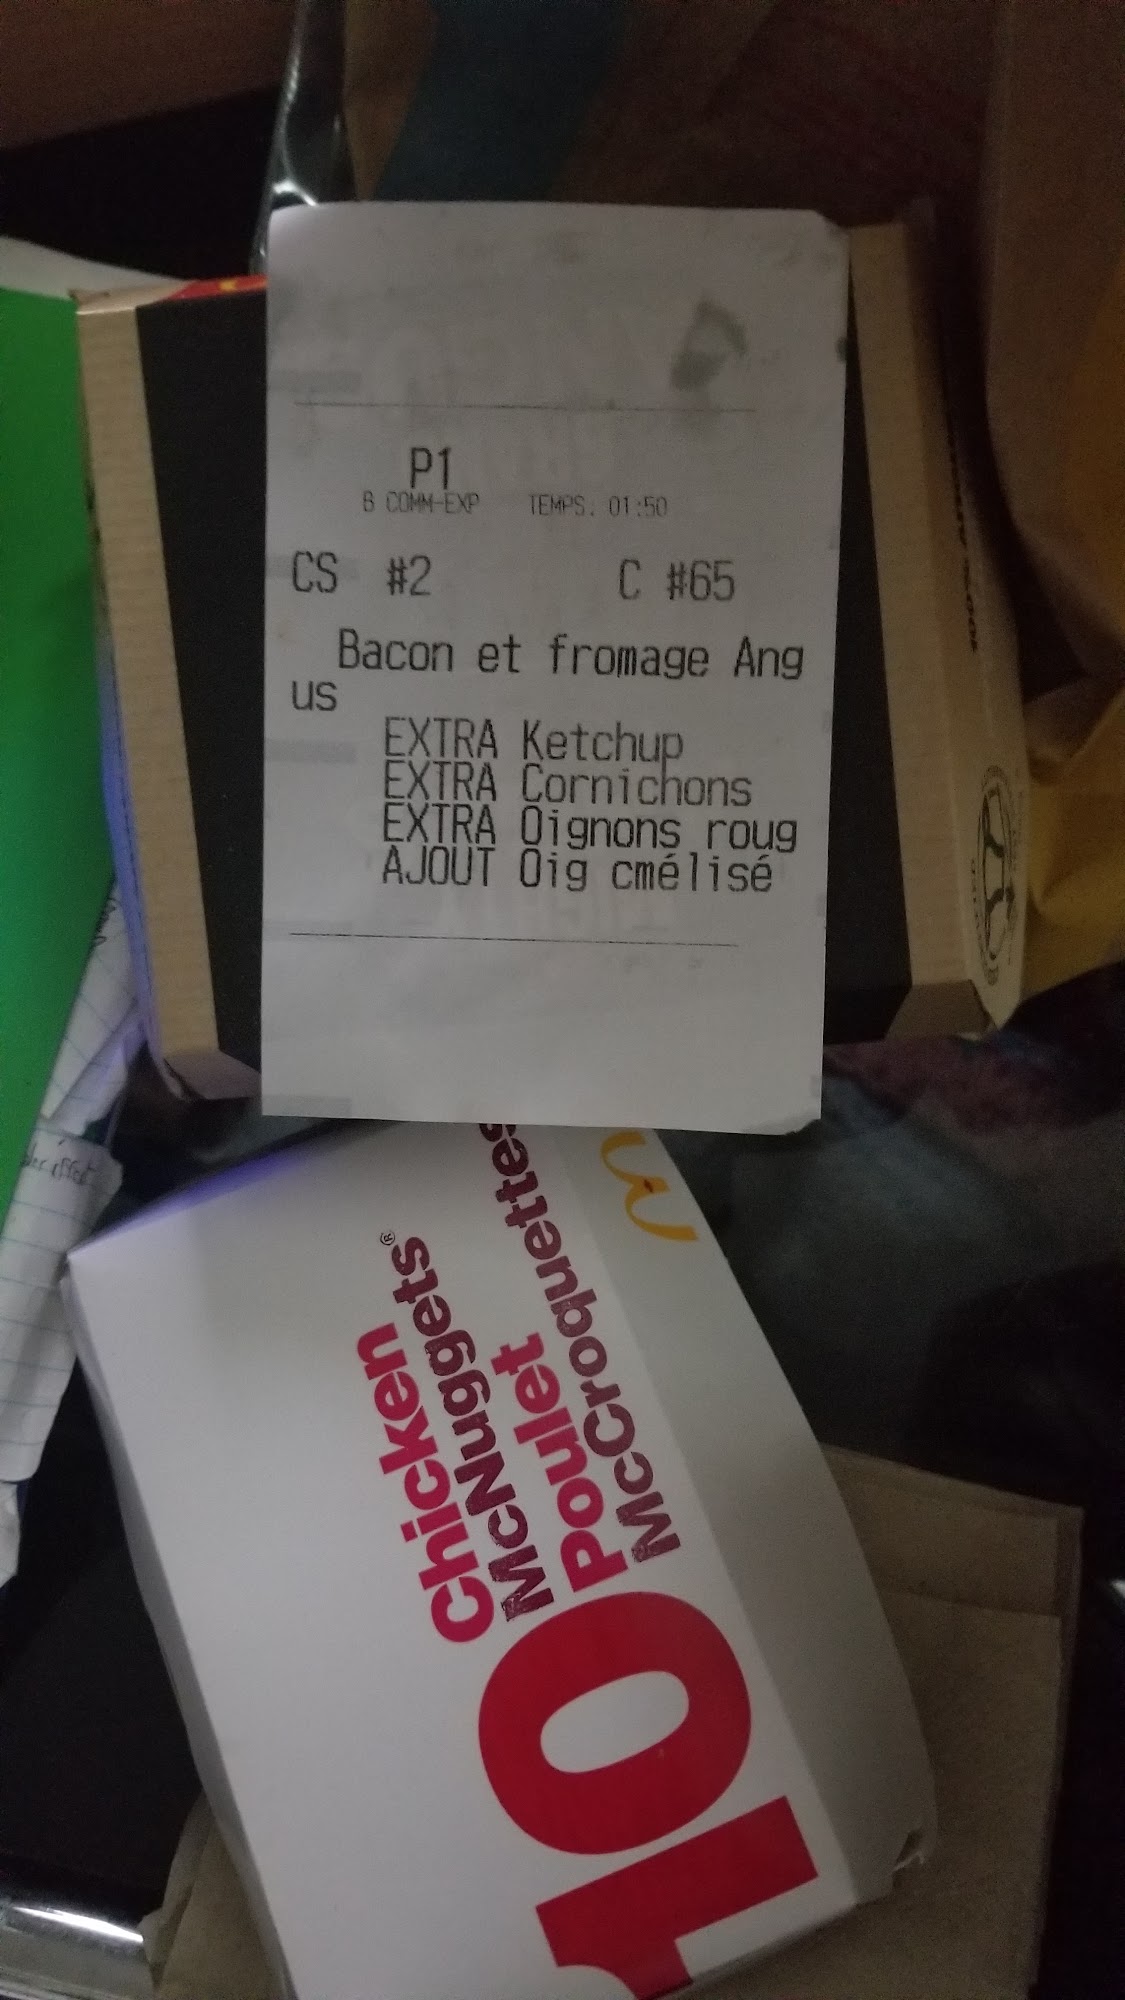 P1
B COMM-EXP TEMPS. 01:50
CS #2 C #65
Bacon et fromage Ang
us
EXTRA Ketchup
EXTRA Cornichons
EXTRA Oignons roug
AJOUT Oig cmélisé
Chicken
McNuggets®
Poulet
McCroquettes
10